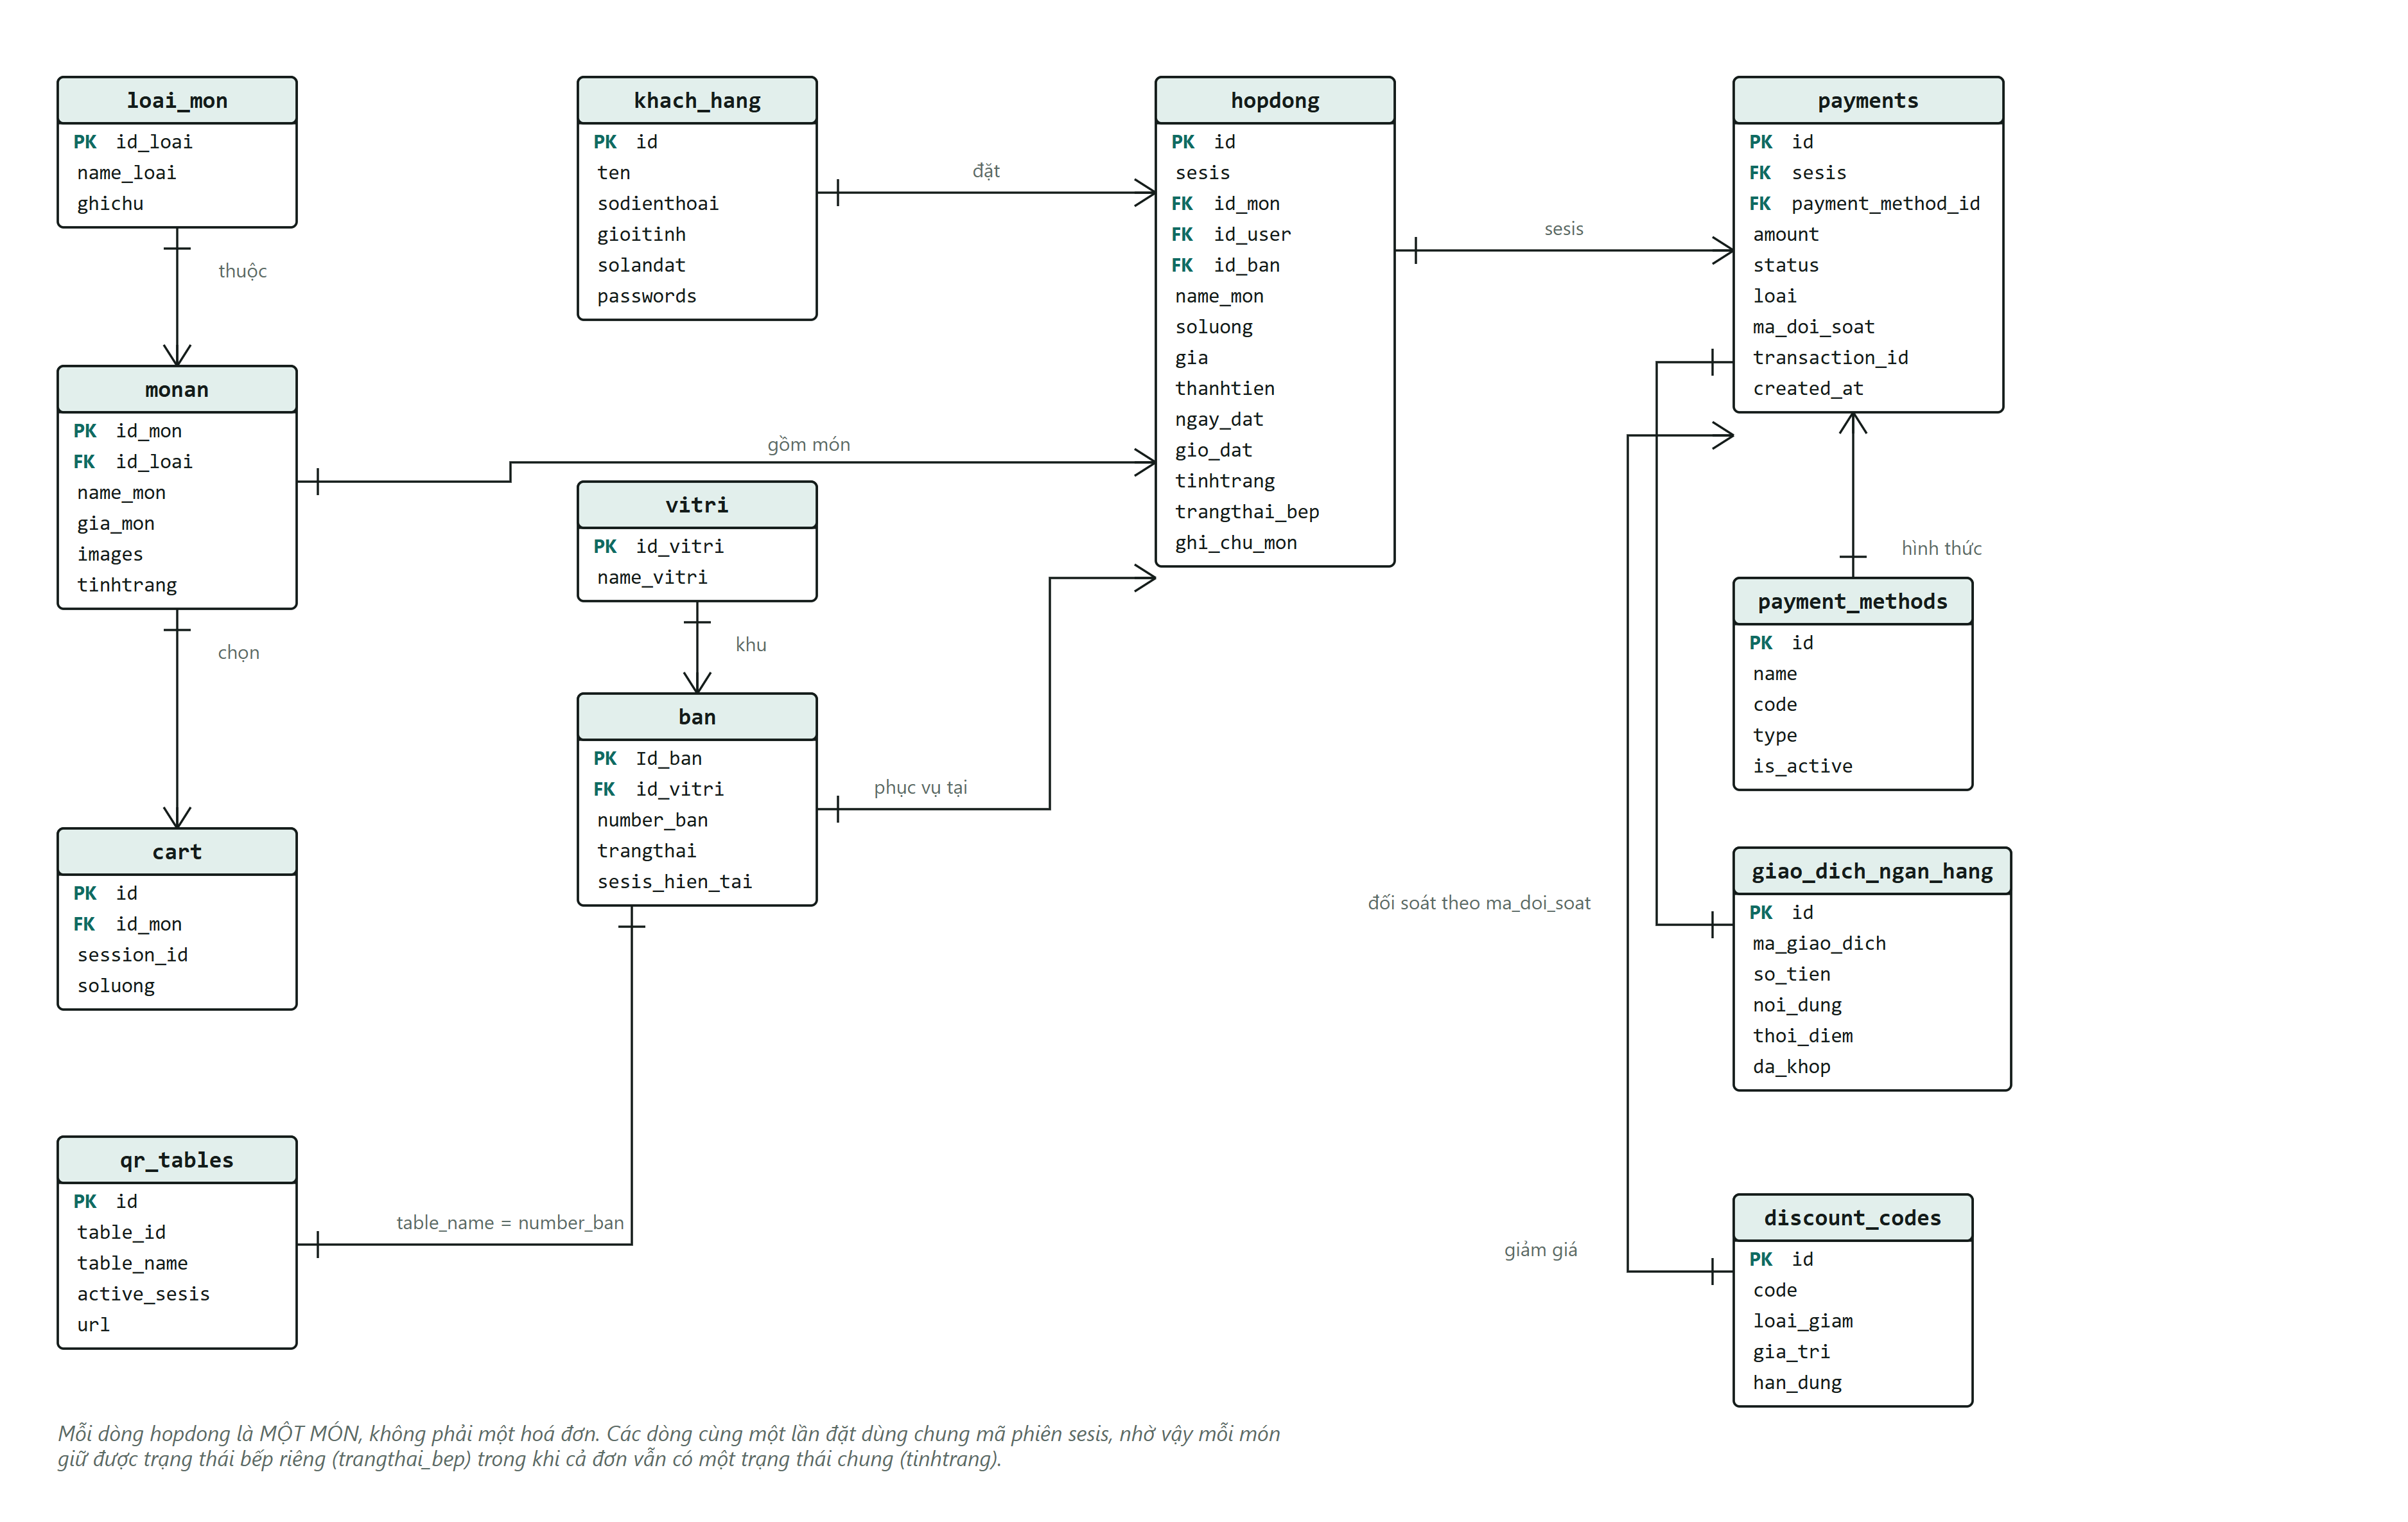 loai_mon
PK id_loai
name_loai
ghichu
thuộc
monan
PK id_mon
FK id_loai
name_mon
gia_mon
images
tinhtrang
chọn
cart
PK id
FK id_mon
session_id
soluong
qr_tables
PK id
table_id
table_name
active_sesis
url
table_name = number_ban
khach_hang
PK id
ten
sodienthoai
gioitinh
solandat
passwords
đặt
gồm món
vitri
PK id_vitri
name_vitri
khu
ban
PK Id_ban
FK id_vitri
number_ban
trangthai
sesis_hien_tai
phục vụ tại
hopdong
PK id
sesis
FK id_mon
FK id_user
FK id_ban
name_mon
soluong
gia
thanhtien
ngay_dat
gio_dat
tinhtrang
trangthai_bep
ghi_chu_mon
sesis
payments
PK id
FK sesis
FK payment_method_id
amount
status
loai
ma_doi_soat
transaction_id
created_at
hình thức
payment_methods
PK id
name
code
type
is_active
đối soát theo ma_doi_soat
giao_dich_ngan_hang
PK id
ma_giao_dich
so_tien
noi_dung
thoi_diem
da_khop
giảm giá
discount_codes
PK id
code
loai_giam
gia_tri
han_dung
Mỗi dòng hopdong là MỘT MÓN, không phải một hoá đơn. Các dòng cùng một lần đặt dùng chung mã phiên sesis, nhờ vậy mỗi món
giữ được trạng thái bếp riêng (trangthai_bep) trong khi cả đơn vẫn có một trạng thái chung (tinhtrang).